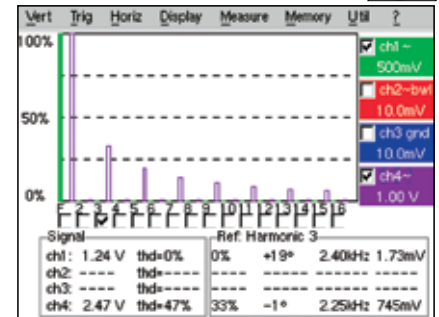 Vert Trig Horiz Display Measure Memory Util ?
100%
ch1 ~
500mV
ch2~bwl
10.0mV
50%
ch3 gnd
10.0mV
ch4~
1.00 V
0%
F 2 3 4 5 6 7 8 9 10 11 12 13 14 15 16
Signal Ref: Harmonic 3
ch1: 1.24 V thd=0% 0% +19° 2.40kHz 1.73mV
ch2: ---- thd=-----
ch3: ---- thd=-----
ch4: 2.47 V thd=47% 33% -1° 2.25kHz 745mV